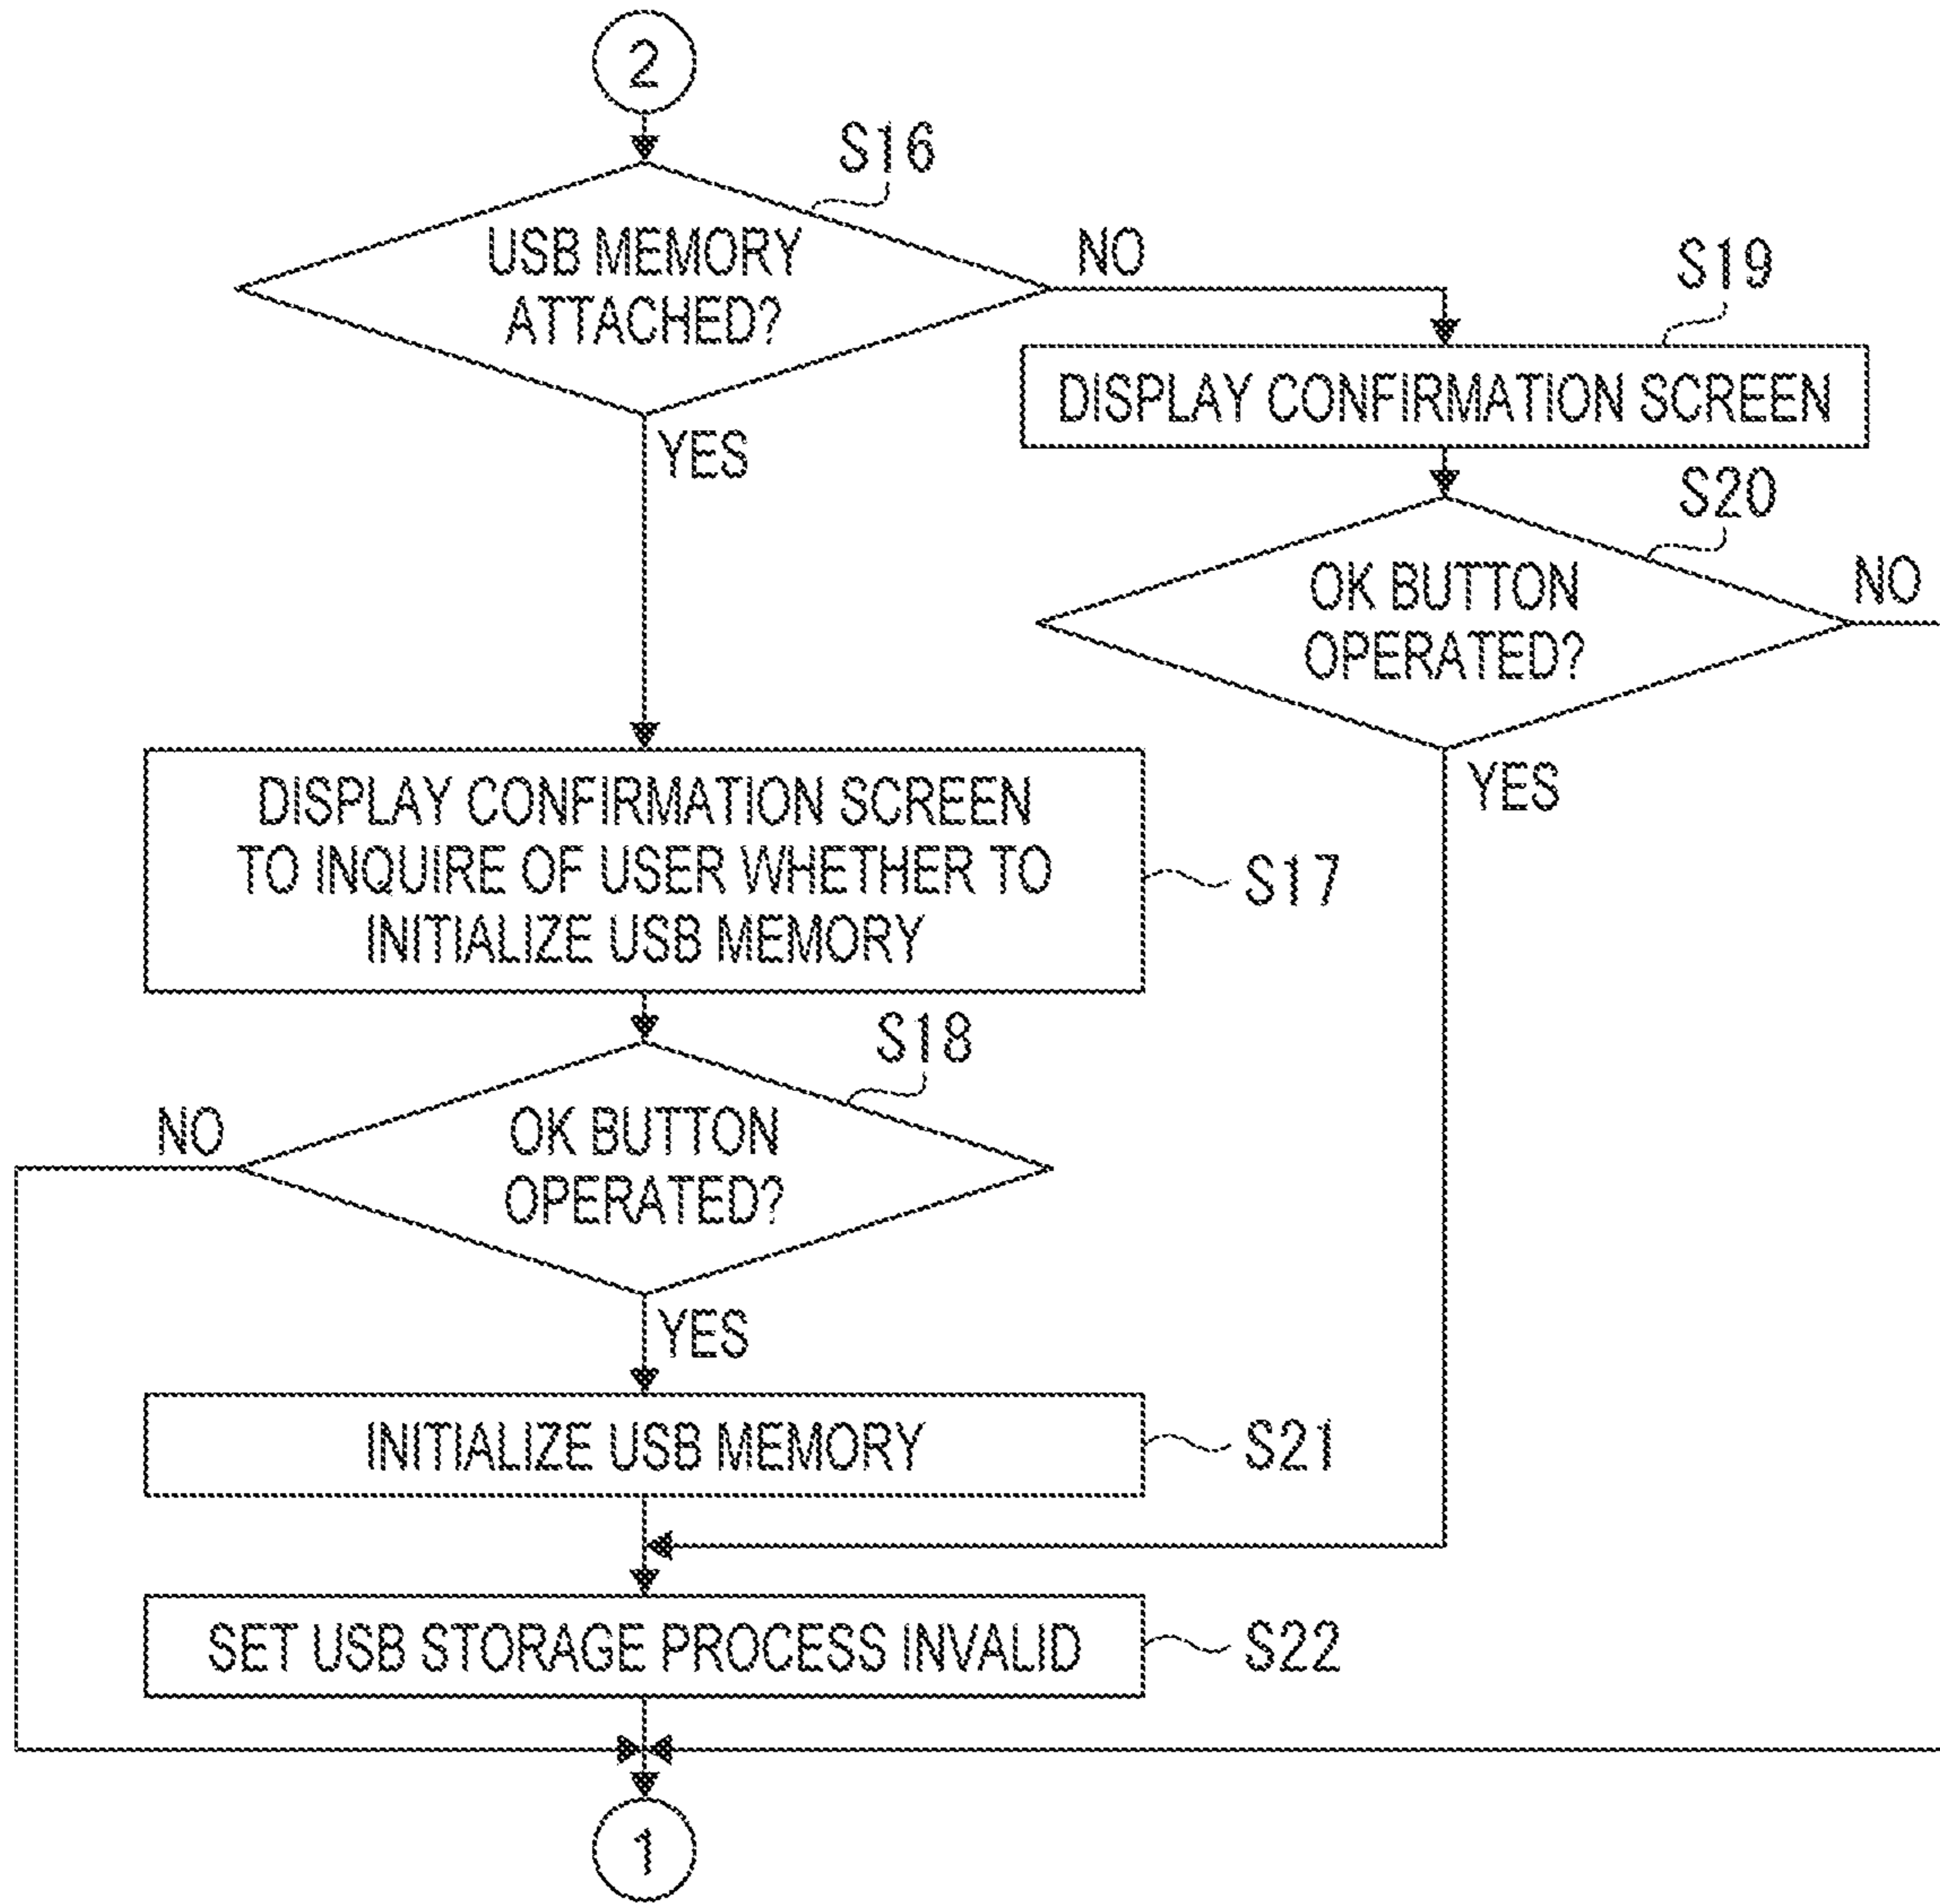 2
S16
USB MEMORY
ATTACHED?
NO
YES
S19
DISPLAY CONFIRMATION SCREEN
S20
OK BUTTON
OPERATED?
NO
YES
DISPLAY CONFIRMATION SCREEN
TO INQUIRE OF USER WHETHER TO
INITIALIZE USB MEMORY
S17
S18
NO
OK BUTTON
OPERATED?
YES
INITIALIZE USB MEMORY
S21
SET USB STORAGE PROCESS INVALID
S22
1